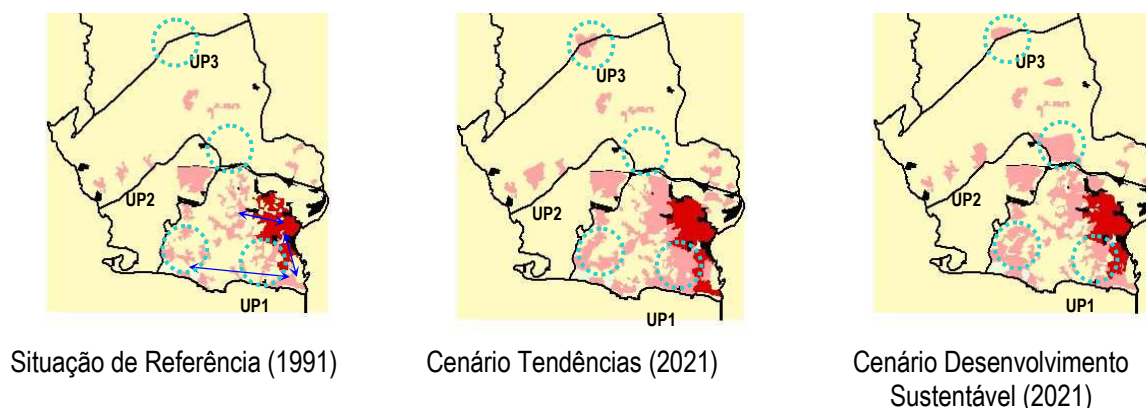 UP3
UP2
UP1
UP3
UP2
UP1
UP3
UP2
UP1
Situação de Referência (1991)
Cenário Tendências (2021)
Cenário Desenvolvimento
Sustentável (2021)